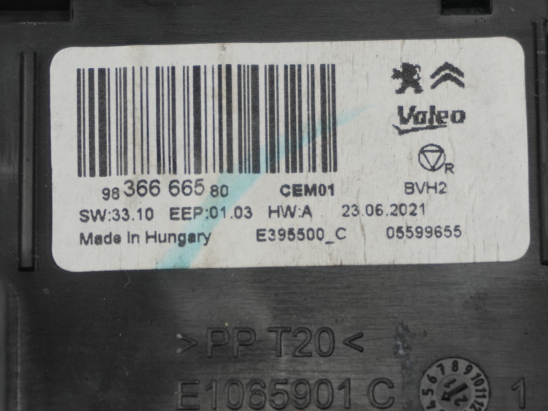 Valeo
R
98 366 665 80 CEM01 BVH2
SW:33.10 EEP:01.03 HW:A 23.06.2021
Made in Hungary E395500_C 05599655
>PP T20<
E1065901 C 1